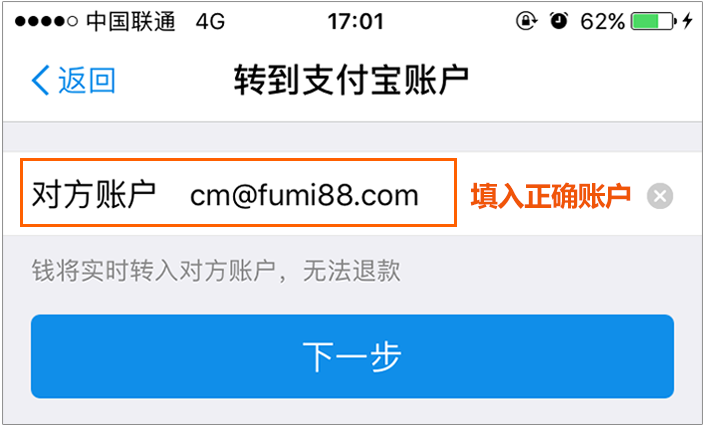 中国联通 4G 17:01 62%
返回 转到支付宝账户
对方账户 cm@fumi88.com 填入正确账户
钱将实时转入对方账户，无法退款
下一步